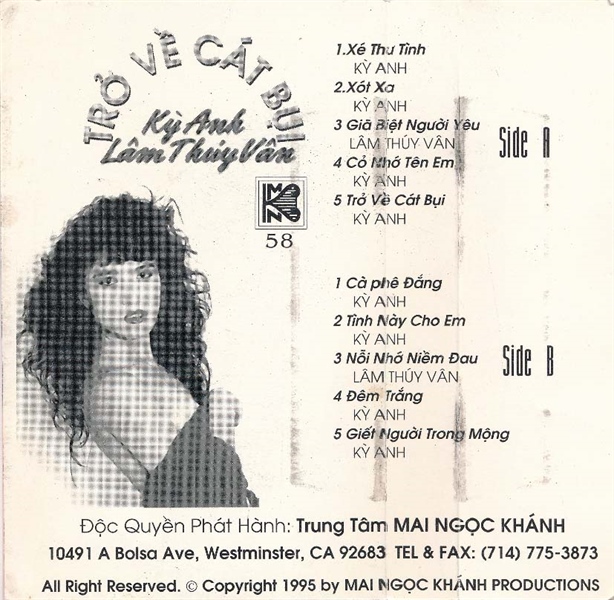 TRỞ VỀ CÁT BỤI
Kỳ Anh
Lâm Thúy Vân
MNK
58
1.Xé Thư Tình
KỲ ANH
2.Xót Xa
KỲ ANH
3 Giã Biệt Người Yêu
LÂM THÚY VÂN
4 Cỏ Nhớ Tên Em
KỲ ANH
5 Trở Về Cát Bụi
KỲ ANH
Side A
1 Cà phê Đắng
KỲ ANH
2 Tình Này Cho Em
KỲ ANH
3 Nỗi Nhớ Niềm Đau
LÂM THÚY VÂN
4 Đêm Trắng
KỲ ANH
5 Giết Người Trong Mộng
KỲ ANH
Side B
Độc Quyền Phát Hành: Trung Tâm MAI NGỌC KHÁNH
10491 A Bolsa Ave, Westminster, CA 92683 TEL & FAX: (714) 775-3873
All Right Reserved. © Copyright 1995 by MAI NGỌC KHÁNH PRODUCTIONS